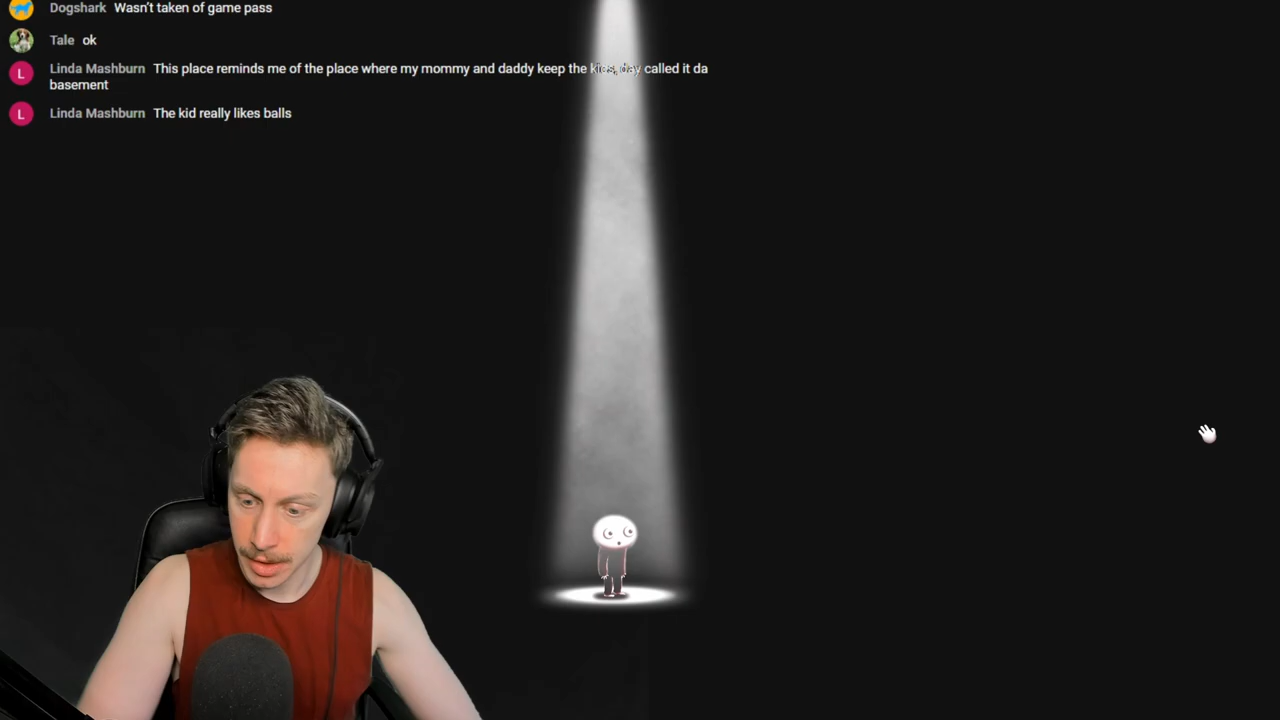 Dogshark Wasn't taken of game pass
Tale ok
L Linda Mashburn This place reminds me of the place where my mommy and daddy keep the kids, day called it da
basement
L Linda Mashburn The kid really likes balls